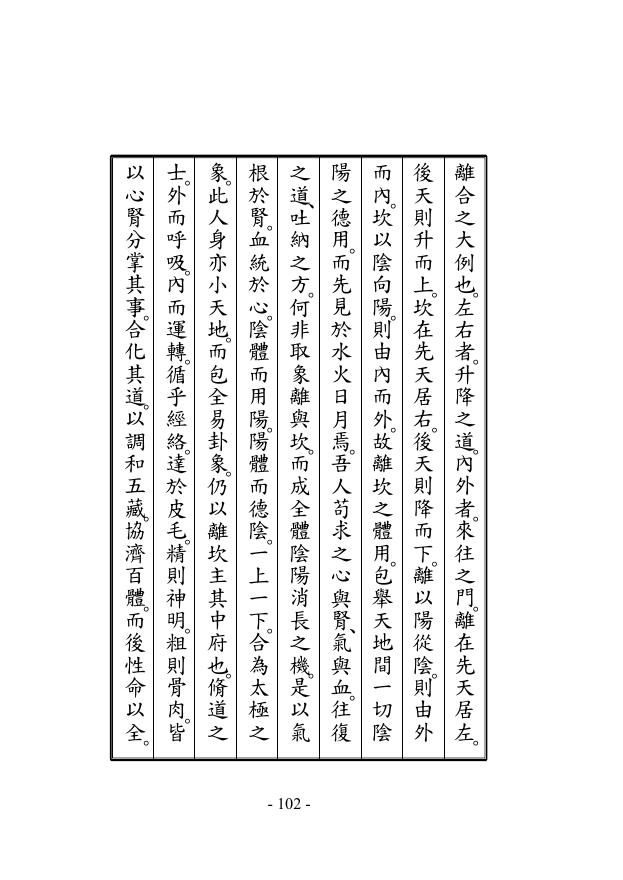 離合之大例也。左右者。升降之道。內外者。來往之門。離在先天居左。
後天則升而上。坎在先天居右。後天則降而下。離以陽從陰。則由外
而內。坎以陰向陽。則由內而外。故離坎之體用。包舉天地間一切陰
陽之德用。而先見於水火日月焉。吾人苟求之心與腎、氣與血。往復
之道、吐納之方。何非取象離與坎。而成全體陰陽消長之機。是以氣
根於腎。血統於心。陰體而用陽。陽體而德陰。一上一下。合為太極之
象。此人身亦小天地。而包全易卦象。仍以離坎主其中府也。脩道之
士。外而呼吸。內而運轉。循乎經絡。達於皮毛。精則神明。粗則骨肉。皆
以心腎分掌其事。合化其道。以調和五藏。協濟百體。而後性命以全。
- 102 -